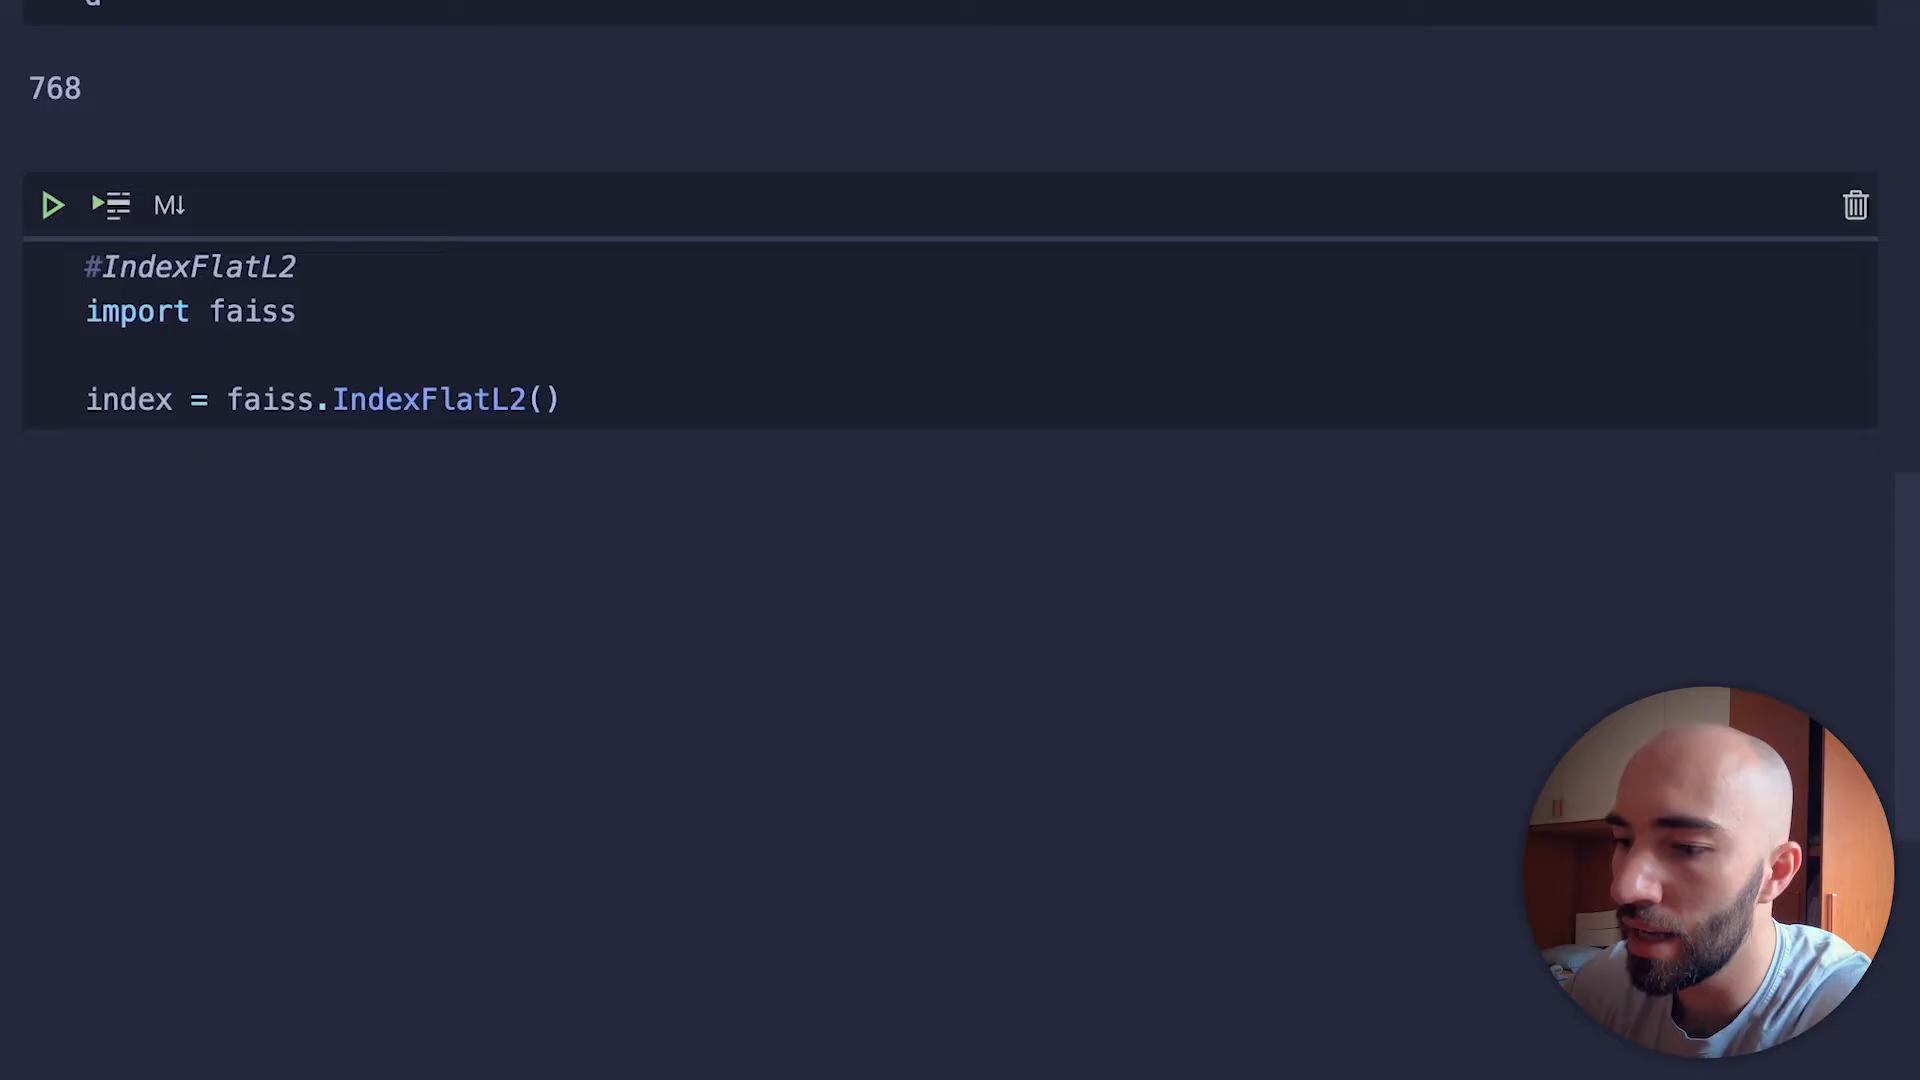 768
M↓
#IndexFlatL2
import faiss
index = faiss.IndexFlatL2()